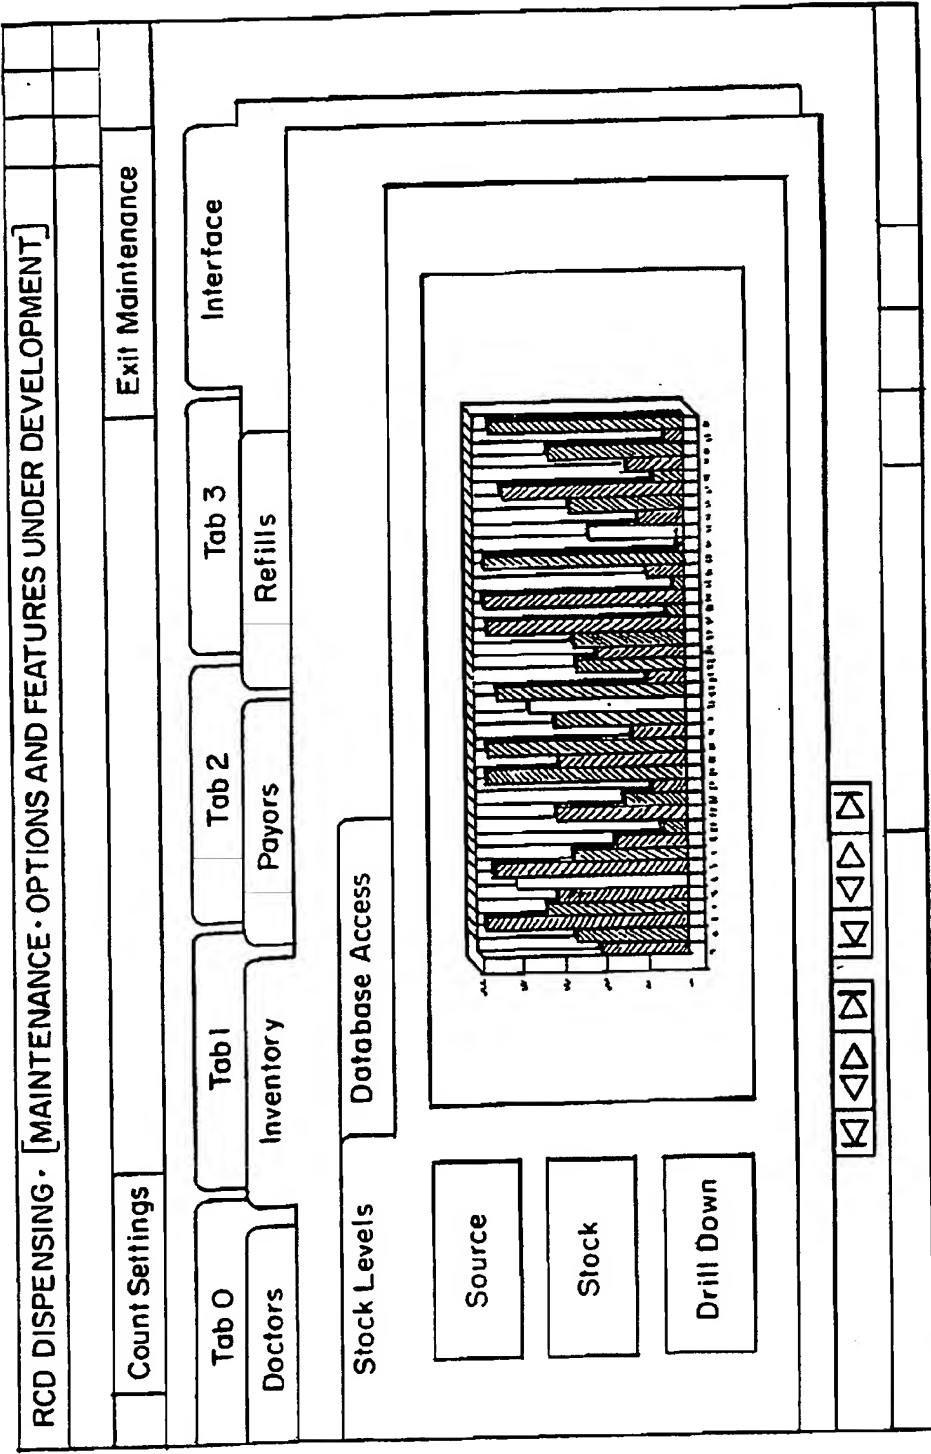 RCD DISPENSING · [MAINTENANCE · OPTIONS AND FEATURES UNDER DEVELOPMENT]
Count Settings
Exit Maintenance
Tab 0
Tab 1
Tab 2
Tab 3
Interface
Doctors
Inventory
Payors
Refills
Stock Levels
Database Access
Source
Stock
Drill Down